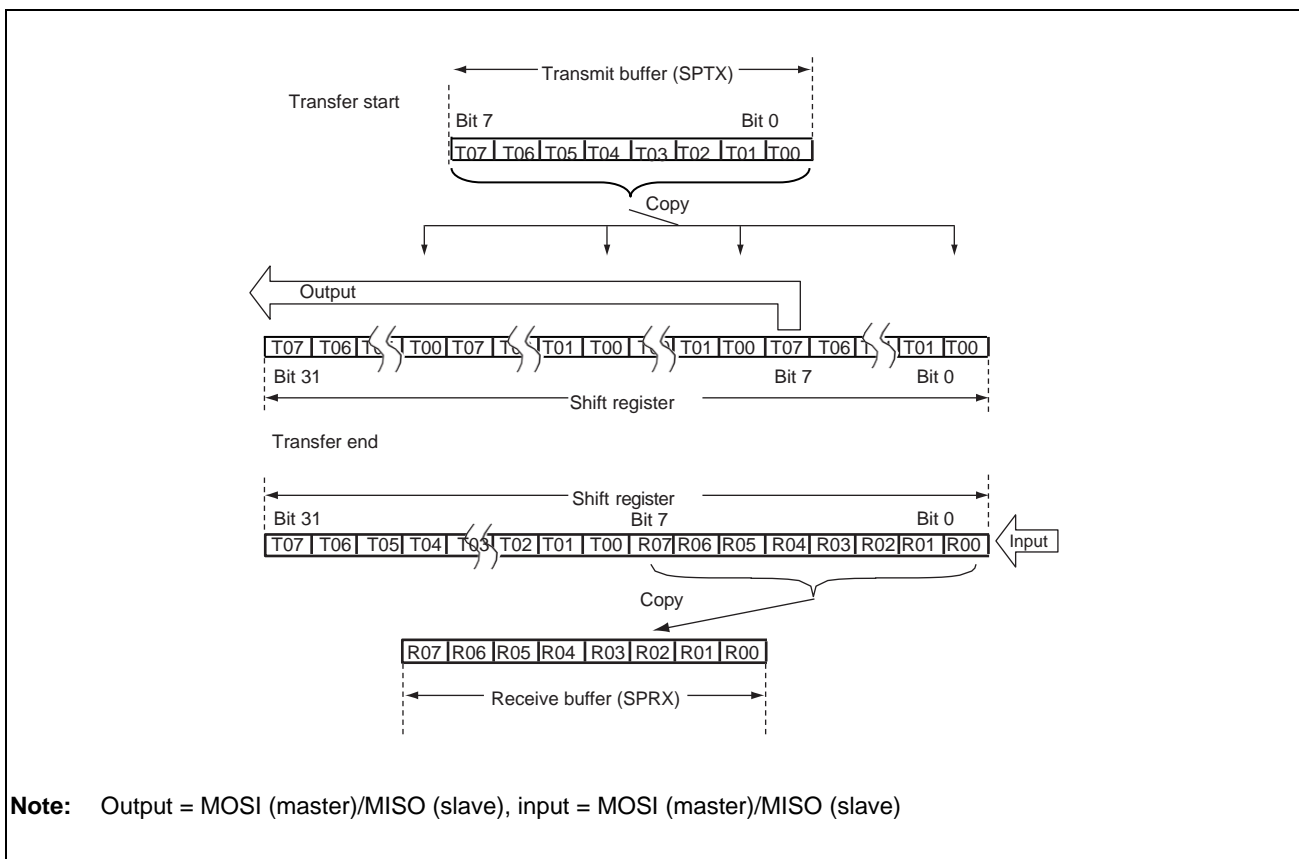 Transmit buffer (SPTX)
Transfer start
Bit 7 Bit 0
T07 T06 T05 T04 T03 T02 T01 T00
Copy
Output
T07 T06 T00 T07 T01 T00 T01 T00 T07 T06 T01 T00
Bit 31 Bit 7 Bit 0
Shift register
Transfer end
Shift register
Bit 31 Bit 7 Bit 0
T07 T06 T05 T04 T03 T02 T01 T00 R07 R06 R05 R04 R03 R02 R01 R00
Input
Copy
R07 R06 R05 R04 R03 R02 R01 R00
Receive buffer (SPRX)
Note: Output = MOSI (master)/MISO (slave), input = MOSI (master)/MISO (slave)